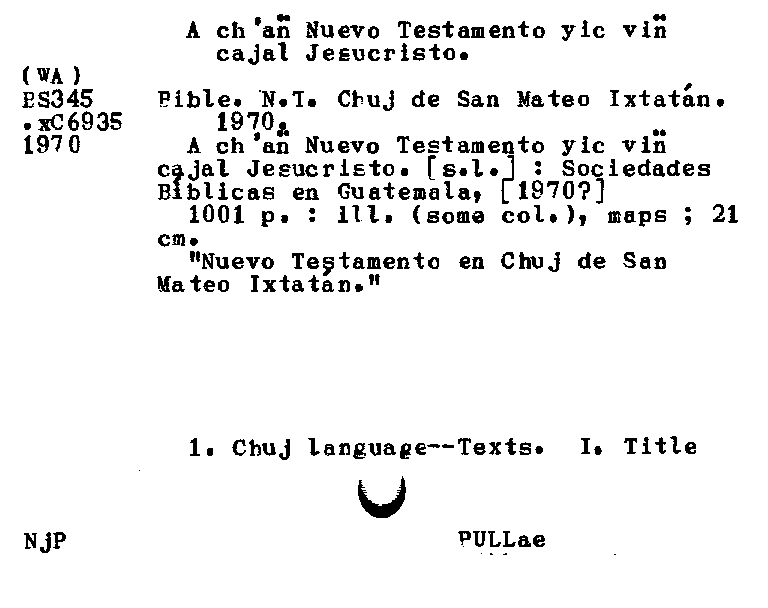 A ch'an̈ Nuevo Testamento yic vin̈
cajal Jesucristo.
(WA)
BS345 Bible. N.T. Chuj de San Mateo Ixtatán.
.xC6935 1970.
1970 A ch'an̈ Nuevo Testamento yic vin̈
cajal Jesucristo. [s.l.] : Sociedades
Bíblicas en Guatemala, [1970?]
1001 p. : ill. (some col.), maps ; 21
cm.
"Nuevo Testamento en Chuj de San
Mateo Ixtatán."
1. Chuj language--Texts. I. Title
NjP PULLae